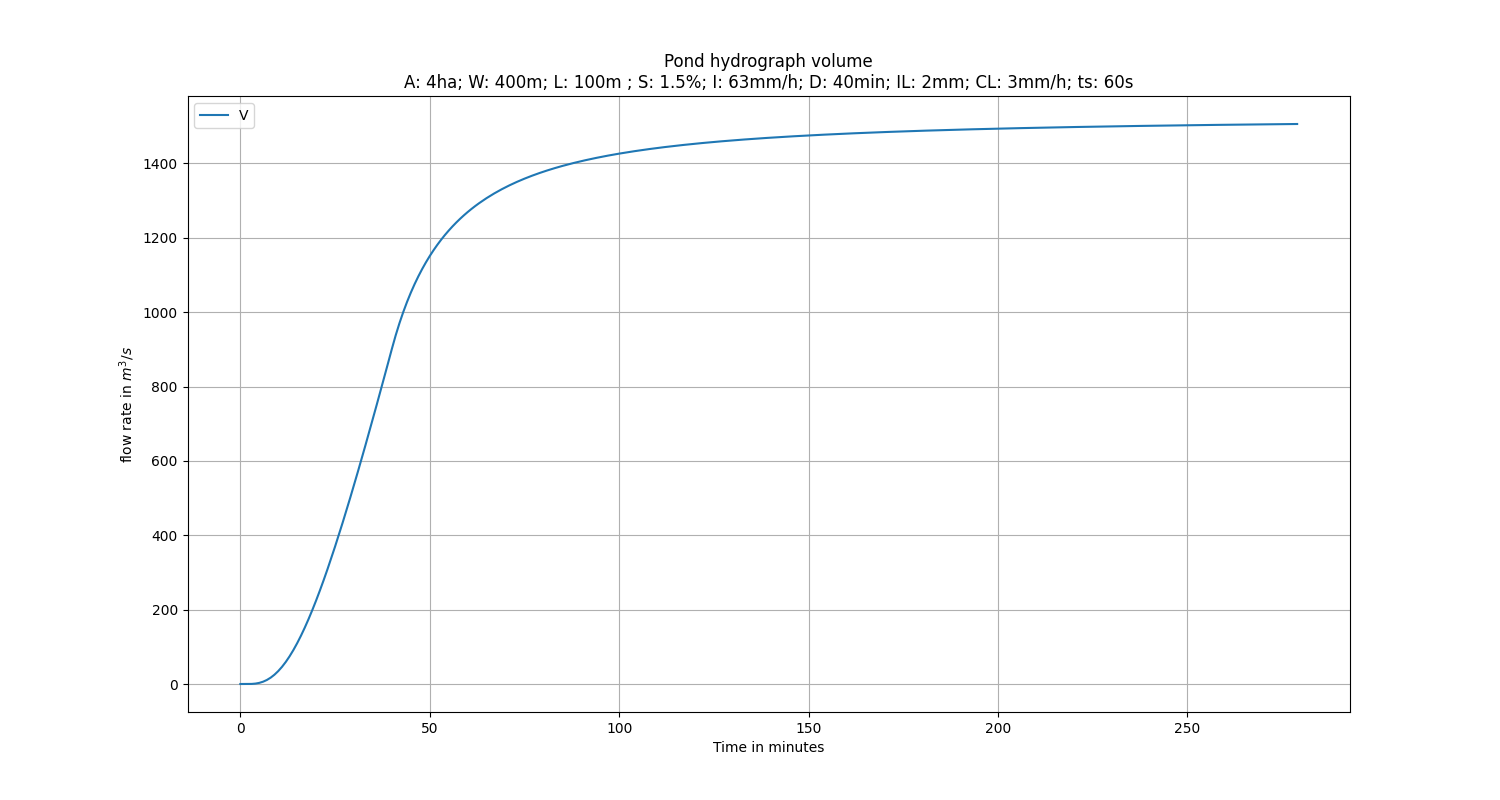 Pond hydrograph volume
A: 4ha; W: 400m; L: 100m ; S: 1.5%; I: 63mm/h; D: 40min; IL: 2mm; CL: 3mm/h; ts: 60s
V
flow rate in m³/s
1400
1200
1000
800
600
400
200
0
0 50 100 150 200 250
Time in minutes